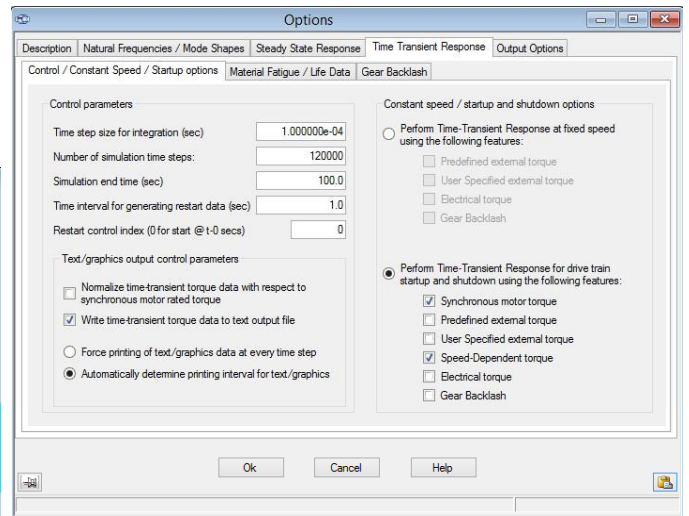 Options
Description Natural Frequencies / Mode Shapes Steady State Response Time Transient Response Output Options
Control / Constant Speed / Startup options Material Fatigue / Life Data Gear Backlash
Control parameters
Time step size for integration (sec) 1.000000e-04
Number of simulation time steps: 120000
Simulation end time (sec) 100.0
Time interval for generating restart data (sec) 1.0
Restart control index (0 for start @ t-0 secs) 0
Text/graphics output control parameters
Normalize time-transient torque data with respect to
synchronous motor rated torque
Write time-transient torque data to text output file
Force printing of text/graphics data at every time step
Automatically determine printing interval for text/graphics
Constant speed / startup and shutdown options
Perform Time-Transient Response at fixed speed
using the following features:
Predefined external torque
User Specified external torque
Electrical torque
Gear Backlash
Perform Time-Transient Response for drive train
startup and shutdown using the following features:
Synchronous motor torque
Predefined external torque
User Specified external torque
Speed-Dependent torque
Electrical torque
Gear Backlash
Ok Cancel Help